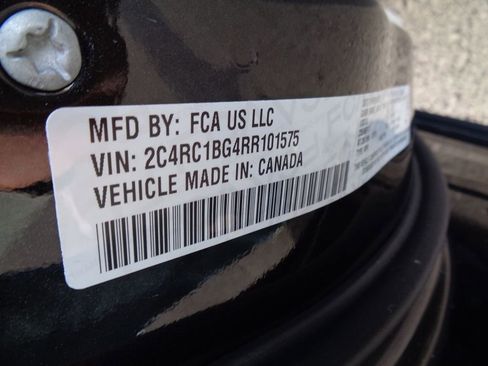 MFD BY: FCA US LLC
VIN: 2C4RC1BG4RR101575
VEHICLE MADE IN: CANADA